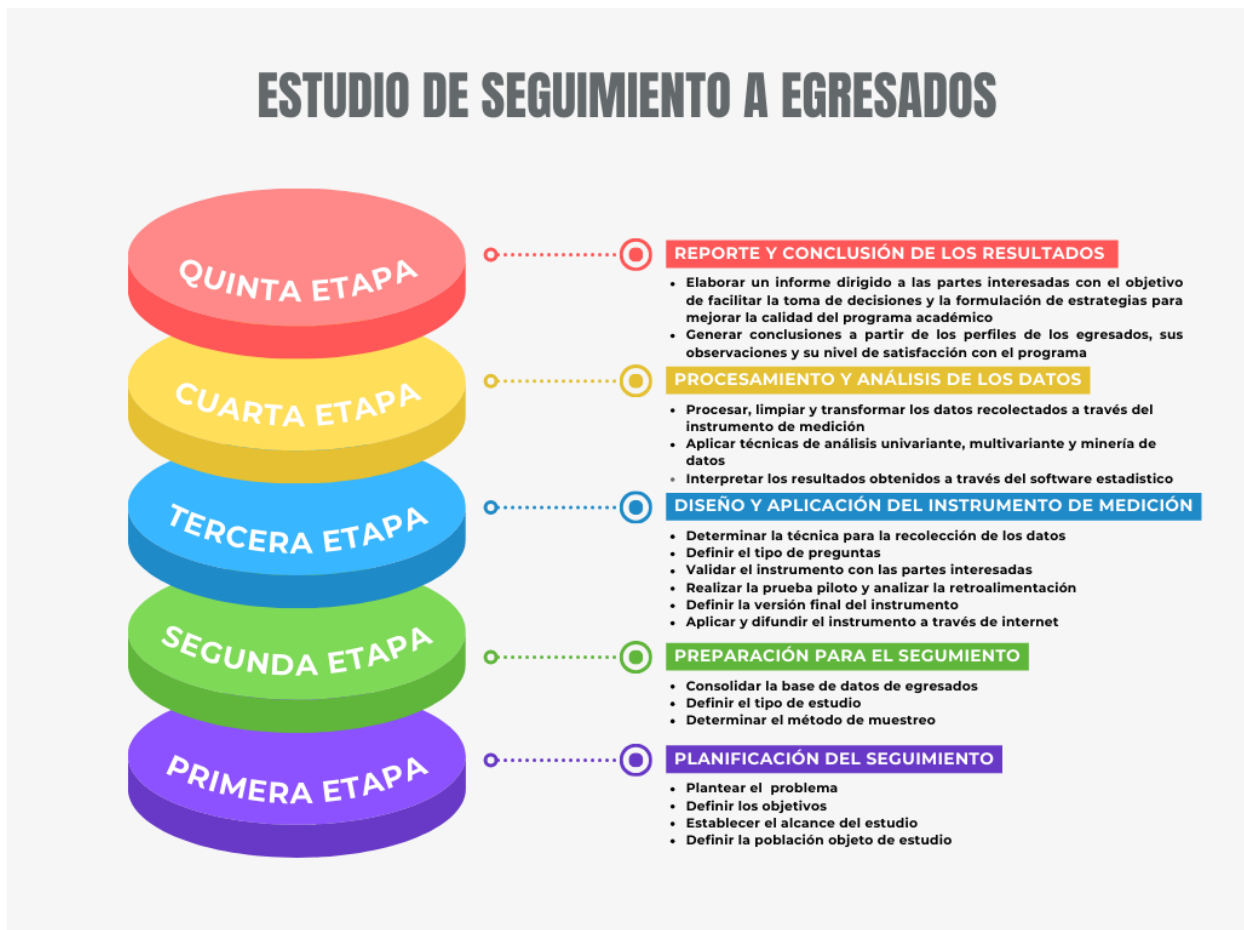 ESTUDIO DE SEGUIMIENTO A EGRESADOS
QUINTA ETAPA
REPORTE Y CONCLUSIÓN DE LOS RESULTADOS
• Elaborar un informe dirigido a las partes interesadas con el objetivo
de facilitar la toma de decisiones y la formulación de estrategias para
mejorar la calidad del programa académico
• Generar conclusiones a partir de los perfiles de los egresados, sus
observaciones y su nivel de satisfacción con el programa
CUARTA ETAPA
PROCESAMIENTO Y ANÁLISIS DE LOS DATOS
• Procesar, limpiar y transformar los datos recolectados a través del
instrumento de medición
• Aplicar técnicas de análisis univariante, multivariante y minería de
datos
• Interpretar los resultados obtenidos a través del software estadistico
TERCERA ETAPA
DISEÑO Y APLICACIÓN DEL INSTRUMENTO DE MEDICIÓN
• Determinar la técnica para la recolección de los datos
• Definir el tipo de preguntas
• Validar el instrumento con las partes interesadas
• Realizar la prueba piloto y analizar la retroalimentación
• Definir la versión final del instrumento
• Aplicar y difundir el instrumento a través de internet
SEGUNDA ETAPA
PREPARACIÓN PARA EL SEGUMIENTO
• Consolidar la base de datos de egresados
• Definir el tipo de estudio
• Determinar el método de muestreo
PRIMERA ETAPA
PLANIFICACIÓN DEL SEGUIMIENTO
• Plantear el  problema
• Definir los objetivos
• Establecer el alcance del estudio
• Definir la población objeto de estudio